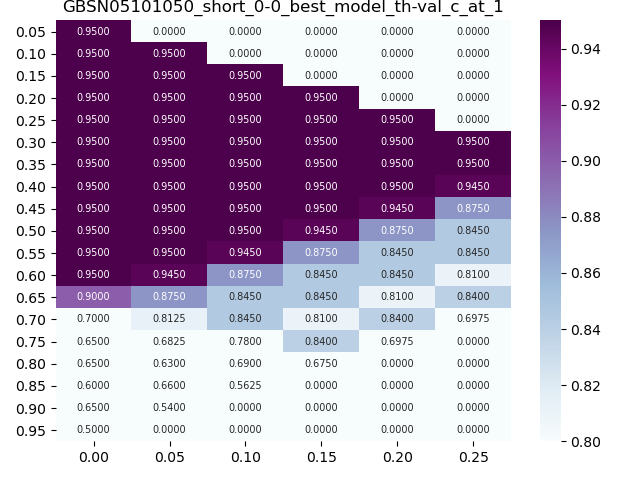 GBSN05101050_short_0-0_best_model_th-val_c_at_1
0.05 0.9500 0.0000 0.0000 0.0000 0.0000 0.0000
0.10 0.9500 0.9500 0.0000 0.0000 0.0000 0.0000
0.15 0.9500 0.9500 0.9500 0.0000 0.0000 0.0000
0.20 0.9500 0.9500 0.9500 0.9500 0.0000 0.0000
0.25 0.9500 0.9500 0.9500 0.9500 0.9500 0.0000
0.30 0.9500 0.9500 0.9500 0.9500 0.9500 0.9500
0.35 0.9500 0.9500 0.9500 0.9500 0.9500 0.9500
0.40 0.9500 0.9500 0.9500 0.9500 0.9500 0.9450
0.45 0.9500 0.9500 0.9500 0.9500 0.9450 0.8750
0.50 0.9500 0.9500 0.9500 0.9450 0.8750 0.8450
0.55 0.9500 0.9500 0.9450 0.8750 0.8450 0.8450
0.60 0.9500 0.9450 0.8750 0.8450 0.8450 0.8100
0.65 0.9000 0.8750 0.8450 0.8450 0.8100 0.8400
0.70 0.7000 0.8125 0.8450 0.8100 0.8400 0.6975
0.75 0.6500 0.6825 0.7800 0.8400 0.6975 0.0000
0.80 0.6500 0.6300 0.6900 0.6750 0.0000 0.0000
0.85 0.6000 0.6600 0.5625 0.0000 0.0000 0.0000
0.90 0.6500 0.5400 0.0000 0.0000 0.0000 0.0000
0.95 0.5000 0.0000 0.0000 0.0000 0.0000 0.0000
0.00 0.05 0.10 0.15 0.20 0.25
0.94
0.92
0.90
0.88
0.86
0.84
0.82
0.80